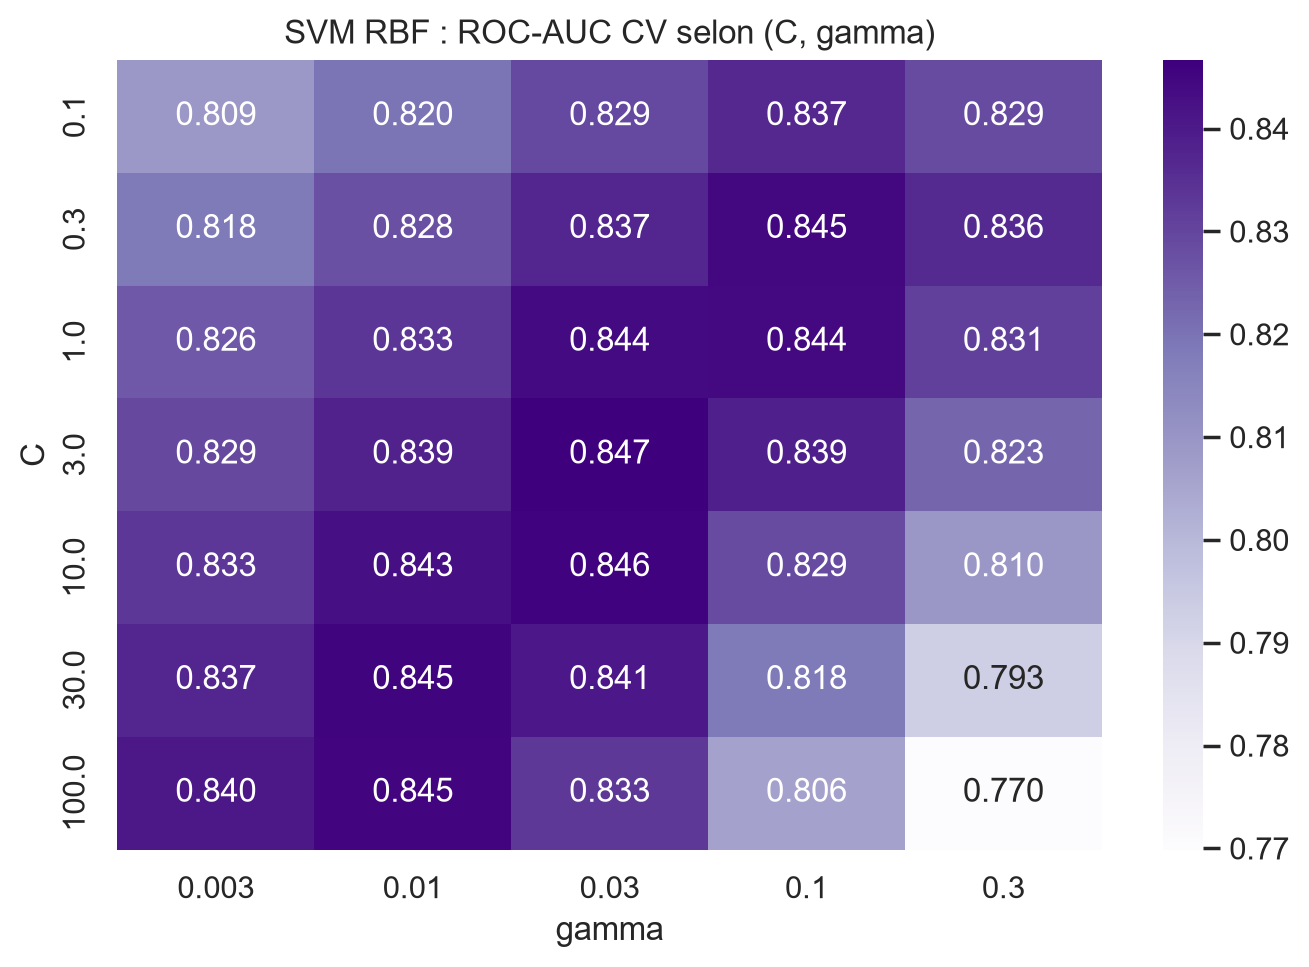 SVM RBF : ROC-AUC CV selon (C, gamma)
0.1 0.809 0.820 0.829 0.837 0.829
0.3 0.818 0.828 0.837 0.845 0.836
1.0 0.826 0.833 0.844 0.844 0.831
3.0 0.829 0.839 0.847 0.839 0.823
10.0 0.833 0.843 0.846 0.829 0.810
30.0 0.837 0.845 0.841 0.818 0.793
100.0 0.840 0.845 0.833 0.806 0.770
C
0.003 0.01 0.03 0.1 0.3
gamma
0.84
0.83
0.82
0.81
0.80
0.79
0.78
0.77